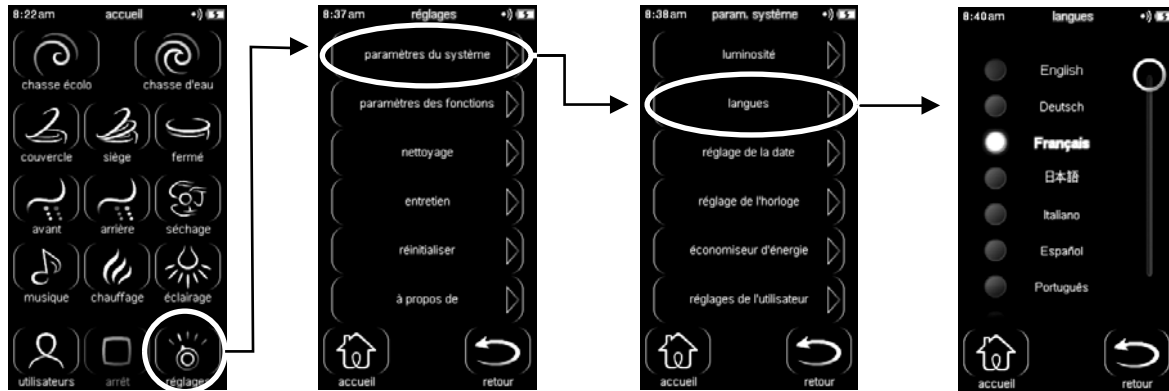 8:22am accueil
chasse écolo chasse d'eau
couvercle siège fermé
avant arrière séchage
musique chauffage éclairage
utilisateurs arrêt réglages
8:37am réglages
paramètres du système
paramètres des fonctions
nettoyage
entretien
réinitialiser
à propos de
accueil retour
8:38am param. système
luminosité
langues
réglage de la date
réglage de l'horloge
économiseur d'énergie
réglages de l'utilisateur
accueil retour
8:40am langues
English
Deutsch
Français
日本語
Italiano
Español
Português
accueil retour